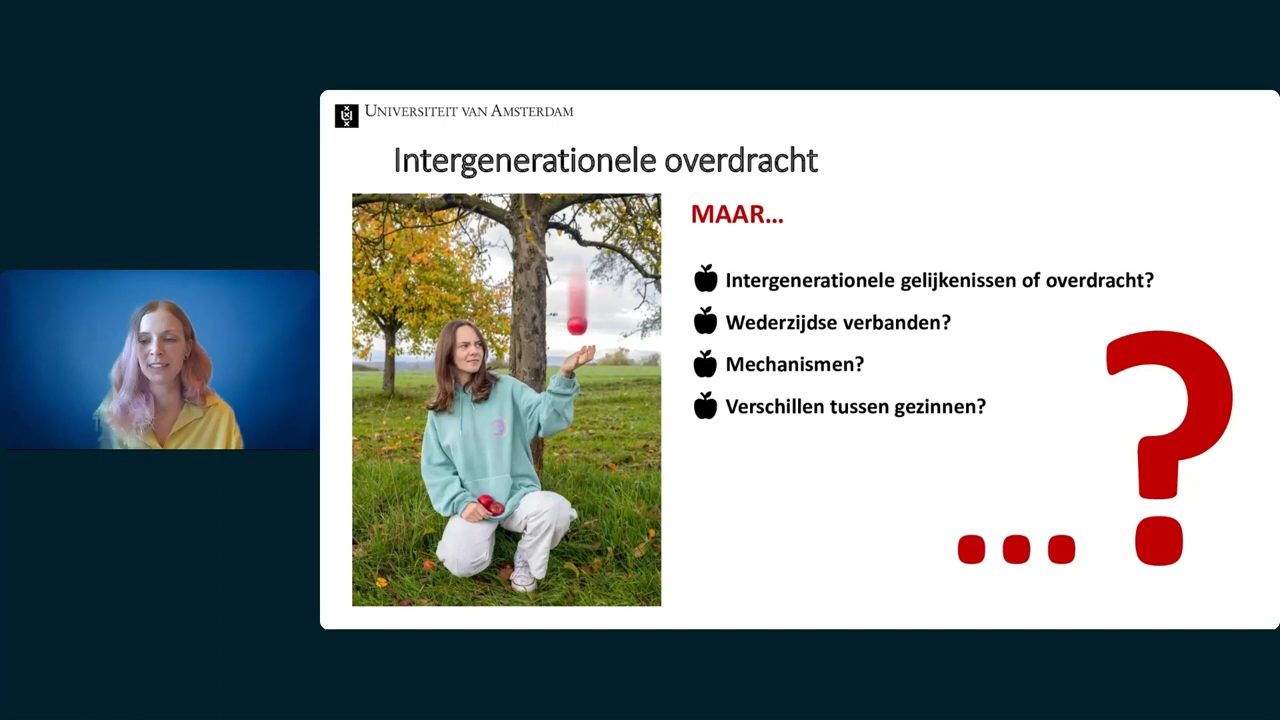 UNIVERSITEIT VAN AMSTERDAM
Intergenerationele overdracht
MAAR...
Intergenerationele gelijkenissen of overdracht?
Wederzijdse verbanden?
Mechanismen?
Verschillen tussen gezinnen?
... ?